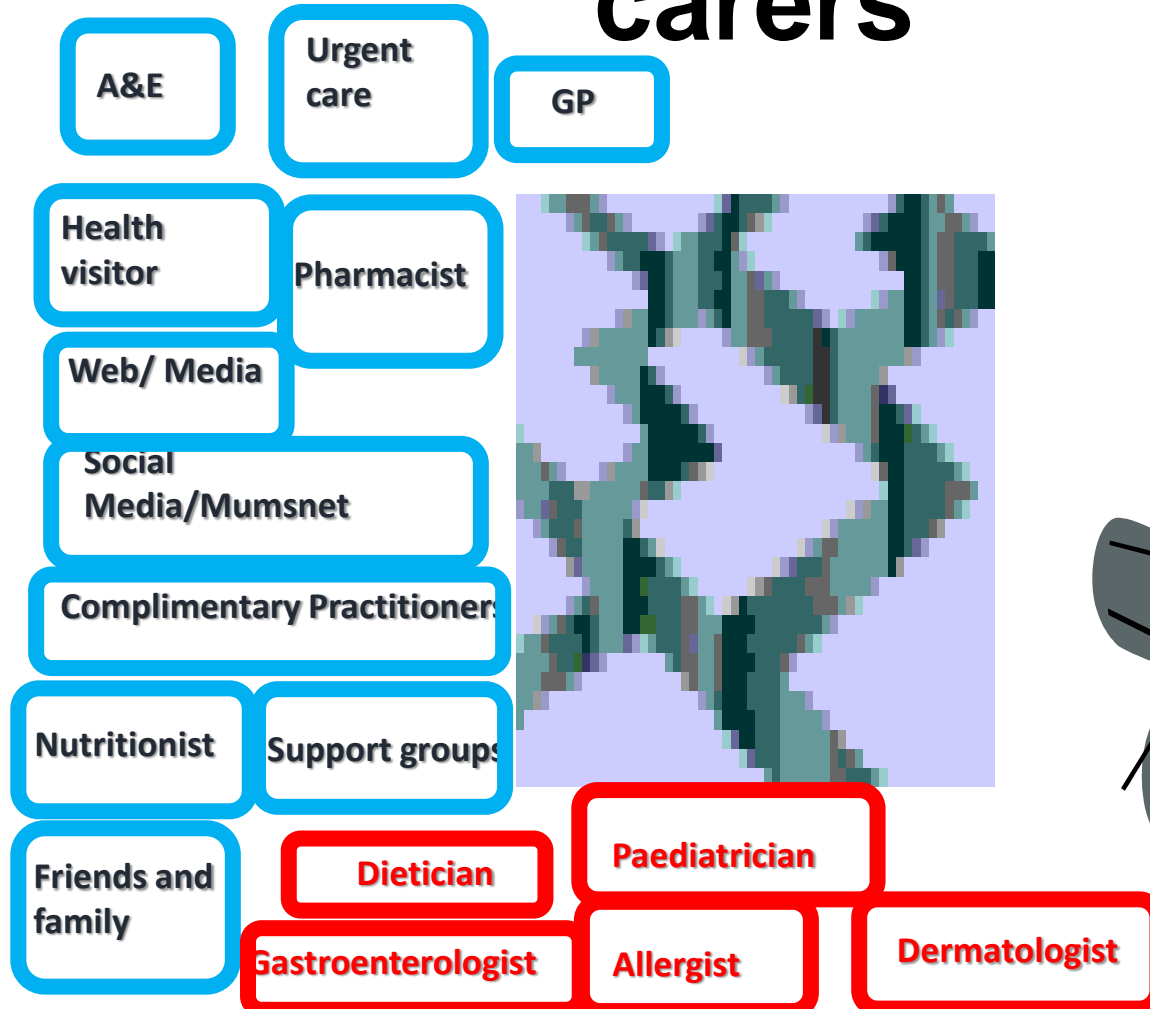 carers
A&E
Urgent
care
GP
Health
visitor
Pharmacist
Web/ Media
Social
Media/Mumsnet
Complimentary Practitioners
Nutritionist
Support groups
Friends and
family
Dietician
Paediatrician
Gastroenterologist
Allergist
Dermatologist